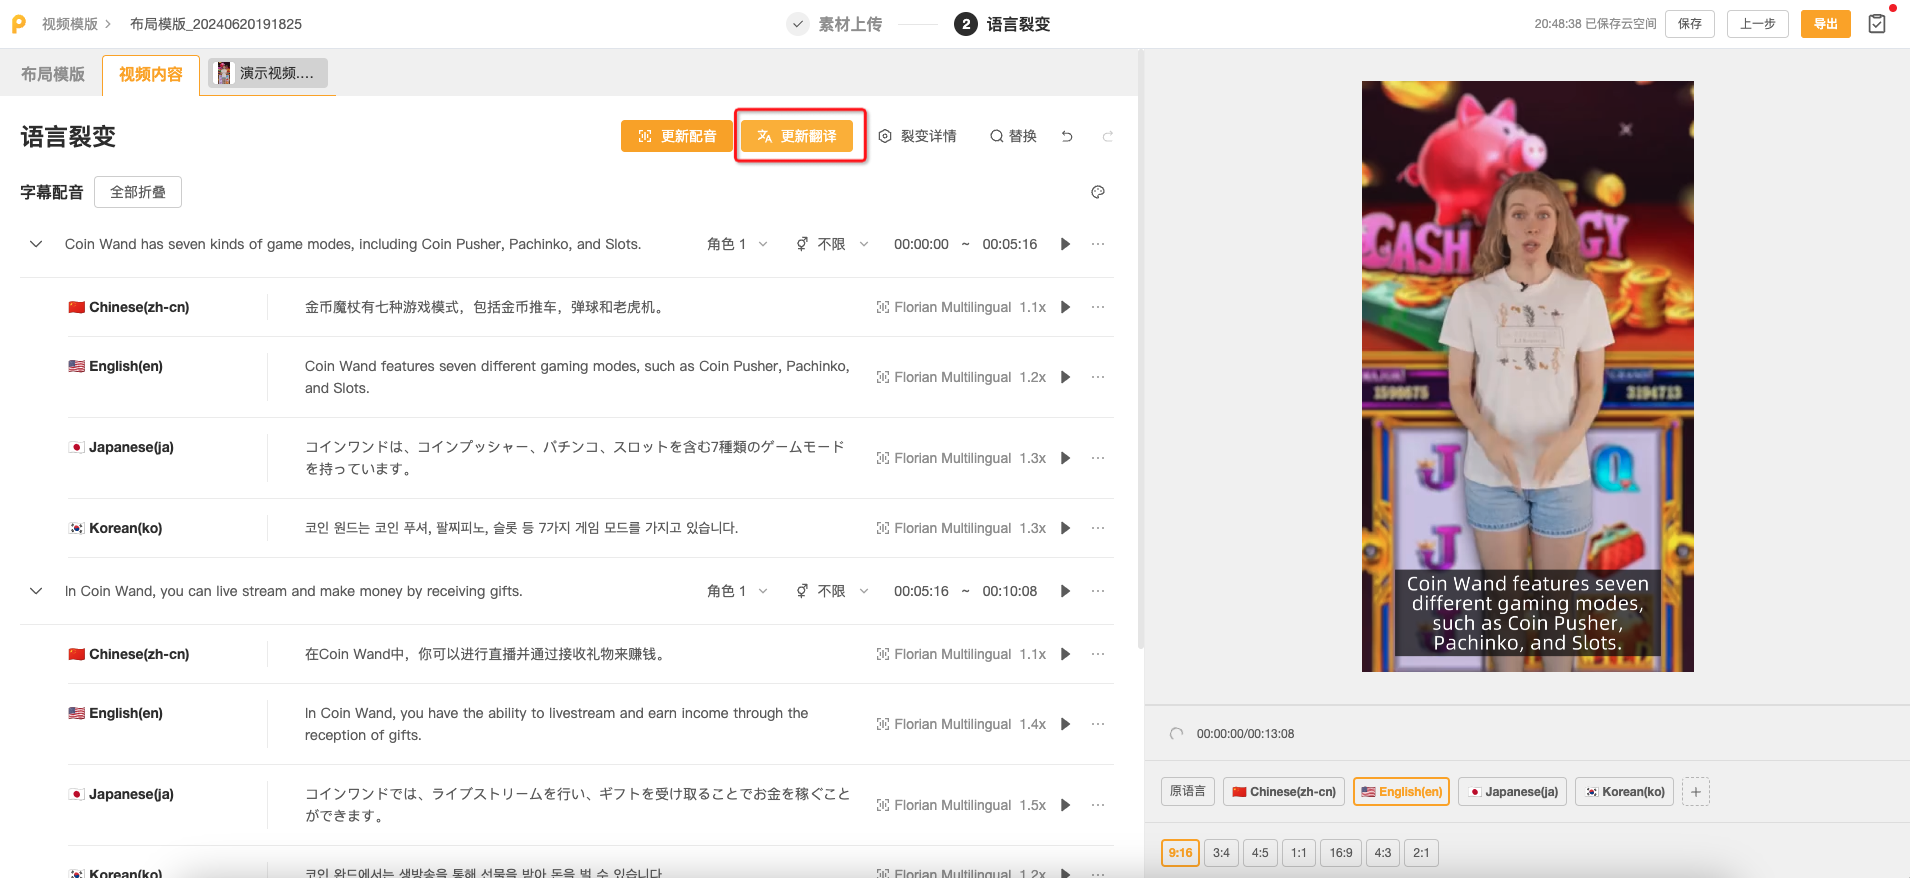 视频模版
布局模版_20240620191825
素材上传
2 语言裂变
20:48:38 已保存云空间
保存
上一步
导出
布局模版
视频内容
演示视频....
语言裂变
更新配音
更新翻译
裂变详情
替换
字幕配音
全部折叠
Coin Wand has seven kinds of game modes, including Coin Pusher, Pachinko, and Slots.
角色 1
不限
00:00:00 ~ 00:05:16
Chinese(zh-cn)
金币魔杖有七种游戏模式，包括金币推车，弹球和老虎机。
Florian Multilingual 1.1x
English(en)
Coin Wand features seven different gaming modes, such as Coin Pusher, Pachinko,
and Slots.
Florian Multilingual 1.2x
Japanese(ja)
コインワンドは、コインプッシャー、パチンコ、スロットを含む7種類のゲームモード
を持っています。
Florian Multilingual 1.3x
Korean(ko)
코인 원드는 코인 푸셔, 팔찌피노, 슬롯 등 7가지 게임 모드를 가지고 있습니다.
Florian Multilingual 1.3x
In Coin Wand, you can live stream and make money by receiving gifts.
角色 1
不限
00:05:16 ~ 00:10:08
Chinese(zh-cn)
在Coin Wand中，你可以进行直播并通过接收礼物来赚钱。
Florian Multilingual 1.1x
English(en)
In Coin Wand, you have the ability to livestream and earn income through the
reception of gifts.
Florian Multilingual 1.4x
Japanese(ja)
コインワンドでは、ライブストリームを行い、ギフトを受け取ることでお金を稼ぐこと
ができます。
Florian Multilingual 1.5x
Korean(ko)
코인 완드에서는 생방송을 통해 선물을 받아 돈을 벌 수 있습니다
Florian Multilingual 1.2x
CASH
GY
MAJOR
1599675
GRAND
3194713
Coin Wand features seven
different gaming modes,
such as Coin Pusher,
Pachinko, and Slots.
00:00:00/00:13:08
原语言
Chinese(zh-cn)
English(en)
Japanese(ja)
Korean(ko)
9:16
3:4
4:5
1:1
16:9
4:3
2:1